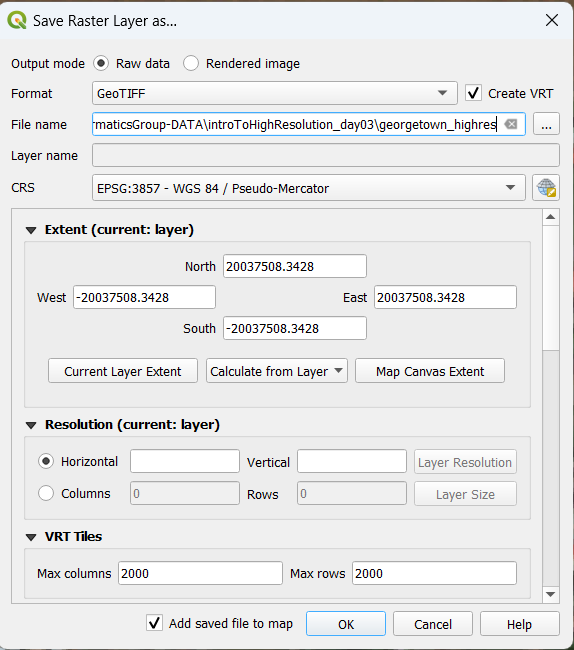 Save Raster Layer as...
Output mode Raw data Rendered image
Format GeoTIFF Create VRT
File name rmaticsGroup-DATA\introToHighResolution_day03\georgetown_highres ...
Layer name
CRS EPSG:3857 - WGS 84 / Pseudo-Mercator
Extent (current: layer)
North 20037508.3428
West -20037508.3428 East 20037508.3428
South -20037508.3428
Current Layer Extent Calculate from Layer Map Canvas Extent
Resolution (current: layer)
Horizontal Vertical Layer Resolution
Columns 0 Rows 0 Layer Size
VRT Tiles
Max columns 2000 Max rows 2000
Add saved file to map OK Cancel Help